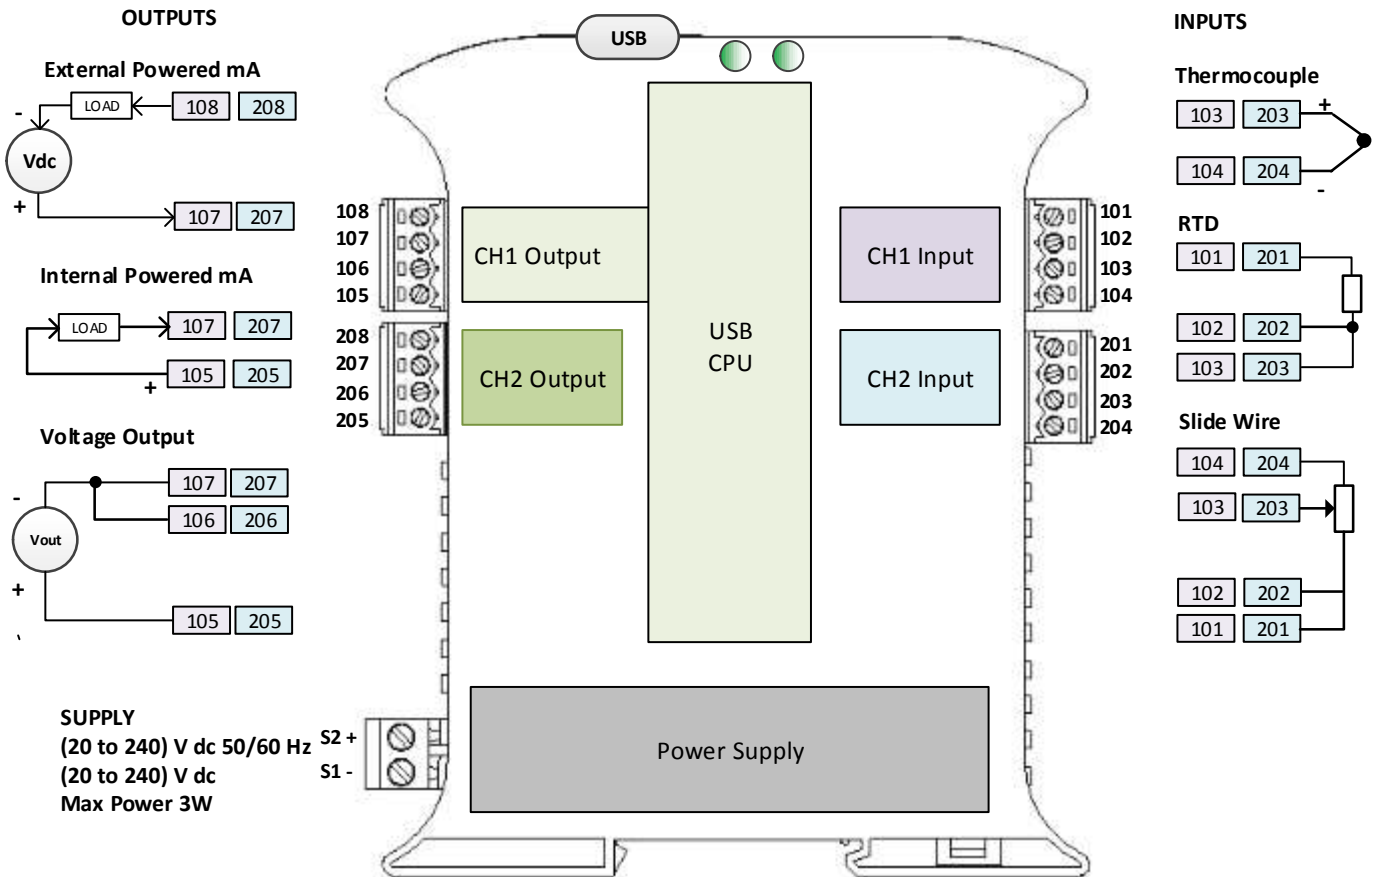 OUTPUTS
External Powered mA
LOAD
108 208
-
Vdc
+
107 207
Internal Powered mA
LOAD
107 207
+
105 205
Voltage Output
107 207
-
106 206
Vout
+
105 205
SUPPLY
(20 to 240) V dc 50/60 Hz
(20 to 240) V dc
Max Power 3W
S2 +
S1 -
108
107
106
105
208
207
206
205
USB
CH1 Output
CH2 Output
USB
CPU
CH1 Input
CH2 Input
Power Supply
101
102
103
104
201
202
203
204
INPUTS
Thermocouple
103 203
+
104 204
-
RTD
101 201
102 202
103 203
Slide Wire
104 204
103 203
102 202
101 201